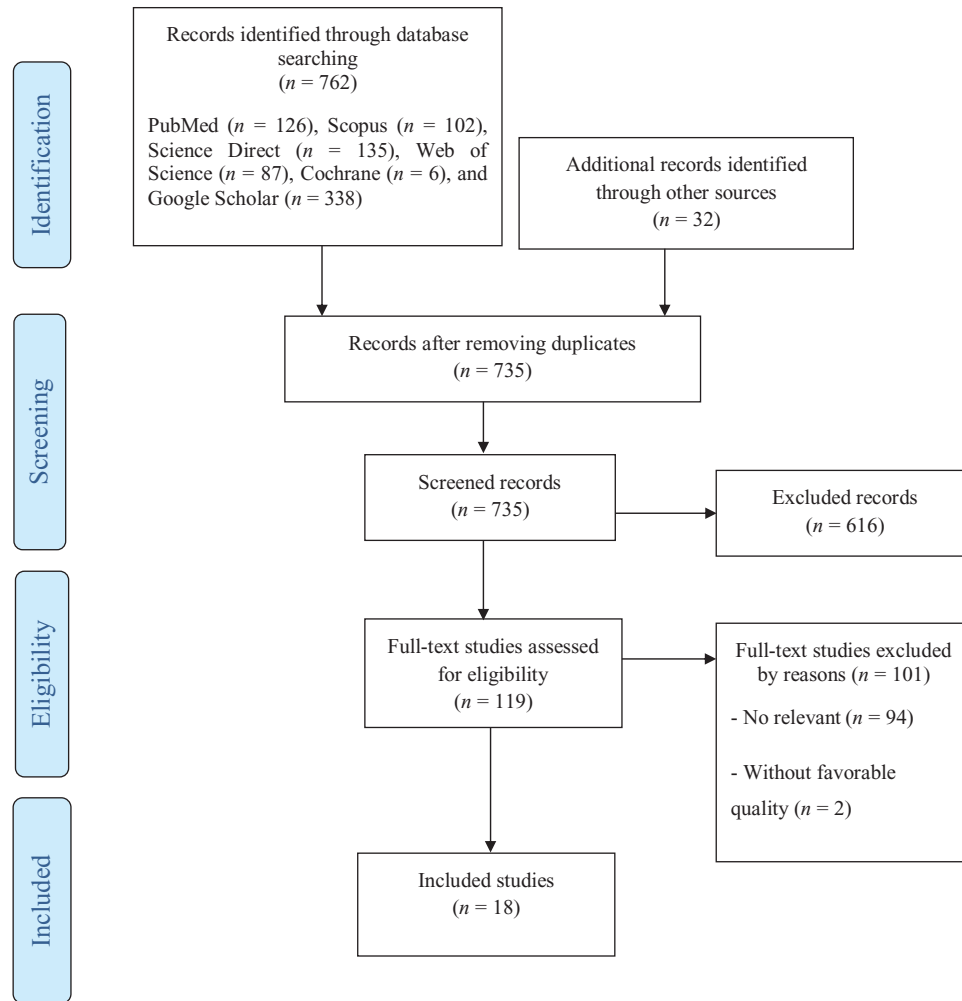 Identification
Records identified through database
searching
(n = 762)
PubMed (n = 126), Scopus (n = 102),
Science Direct (n = 135), Web of
Science (n = 87), Cochrane (n = 6), and
Google Scholar (n = 338)
Additional records identified
through other sources
(n = 32)
Screening
Records after removing duplicates
(n = 735)
Screened records
(n = 735)
Excluded records
(n = 616)
Eligibility
Full-text studies assessed
for eligibility
(n = 119)
Full-text studies excluded
by reasons (n = 101)
- No relevant (n = 94)
- Without favorable
quality (n = 2)
Included
Included studies
(n = 18)